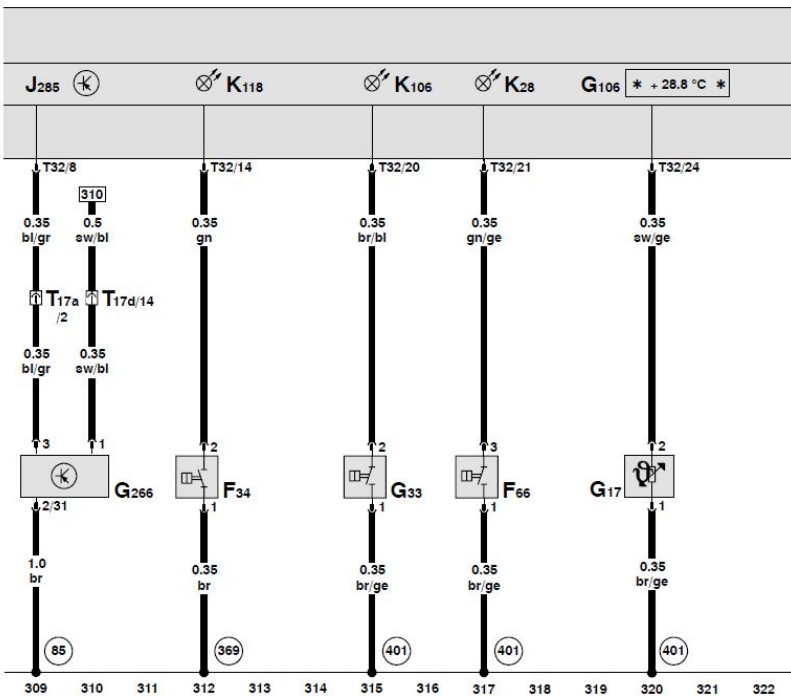 J285 K118 K106 K28 G106 * + 28.8 °C *
T32/8 T32/14 T32/20 T32/21 T32/24
310
0.35 0.5 0.35 0.35 0.35 0.35
bl/gr sw/bl gn br/bl gn/ge sw/ge
T17a T17d/14
/2
0.35 0.35
bl/gr sw/bl
3 1 2 2 3 2
G266 F34 G33 F66 G17
2/31 1 1 1 1
1.0 0.35 0.35 0.35 0.35
br br br/ge br/ge br/ge
85 369 401 401 401
309 310 311 312 313 314 315 316 317 318 319 320 321 322